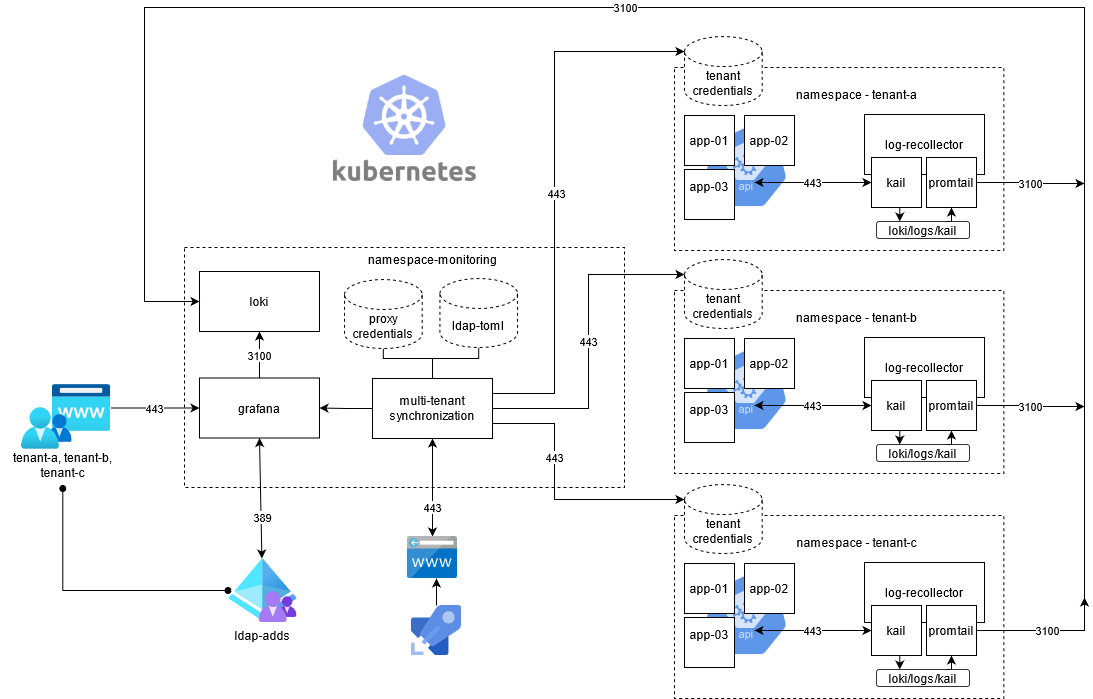 3100
tenant
credentials
namespace - tenant-a
app-01
app-02
log-recollector
kubernetes
443
api
443
kail
promtail
3100
app-03
loki/logs/kail
namespace-monitoring
tenant
credentials
loki
proxy
credentials
ldap-toml
namespace - tenant-b
443
app-01
app-02
log-recollector
3100
grafana
multi-tenant
synchronization
443
www
api
443
kail
promtail
3100
app-03
loki/logs/kail
tenant-a, tenant-b,
tenant-c
443
389
443
tenant
credentials
namespace - tenant-c
www
app-01
app-02
log-recollector
api
443
kail
promtail
3100
app-03
loki/logs/kail
ldap-adds